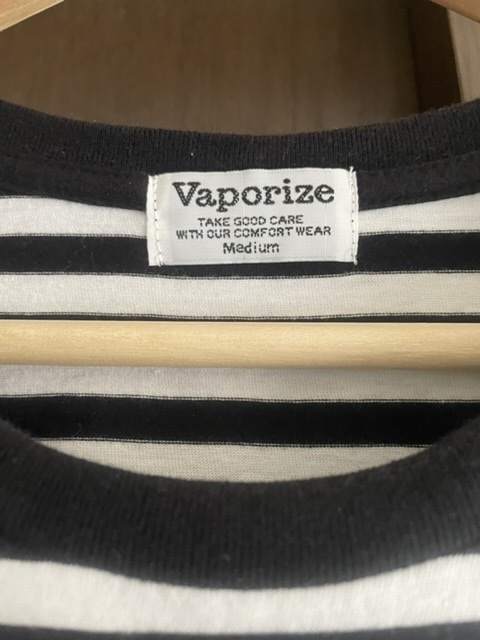 Vaporize
TAKE GOOD CARE
WITH OUR COMFORT WEAR
Medium